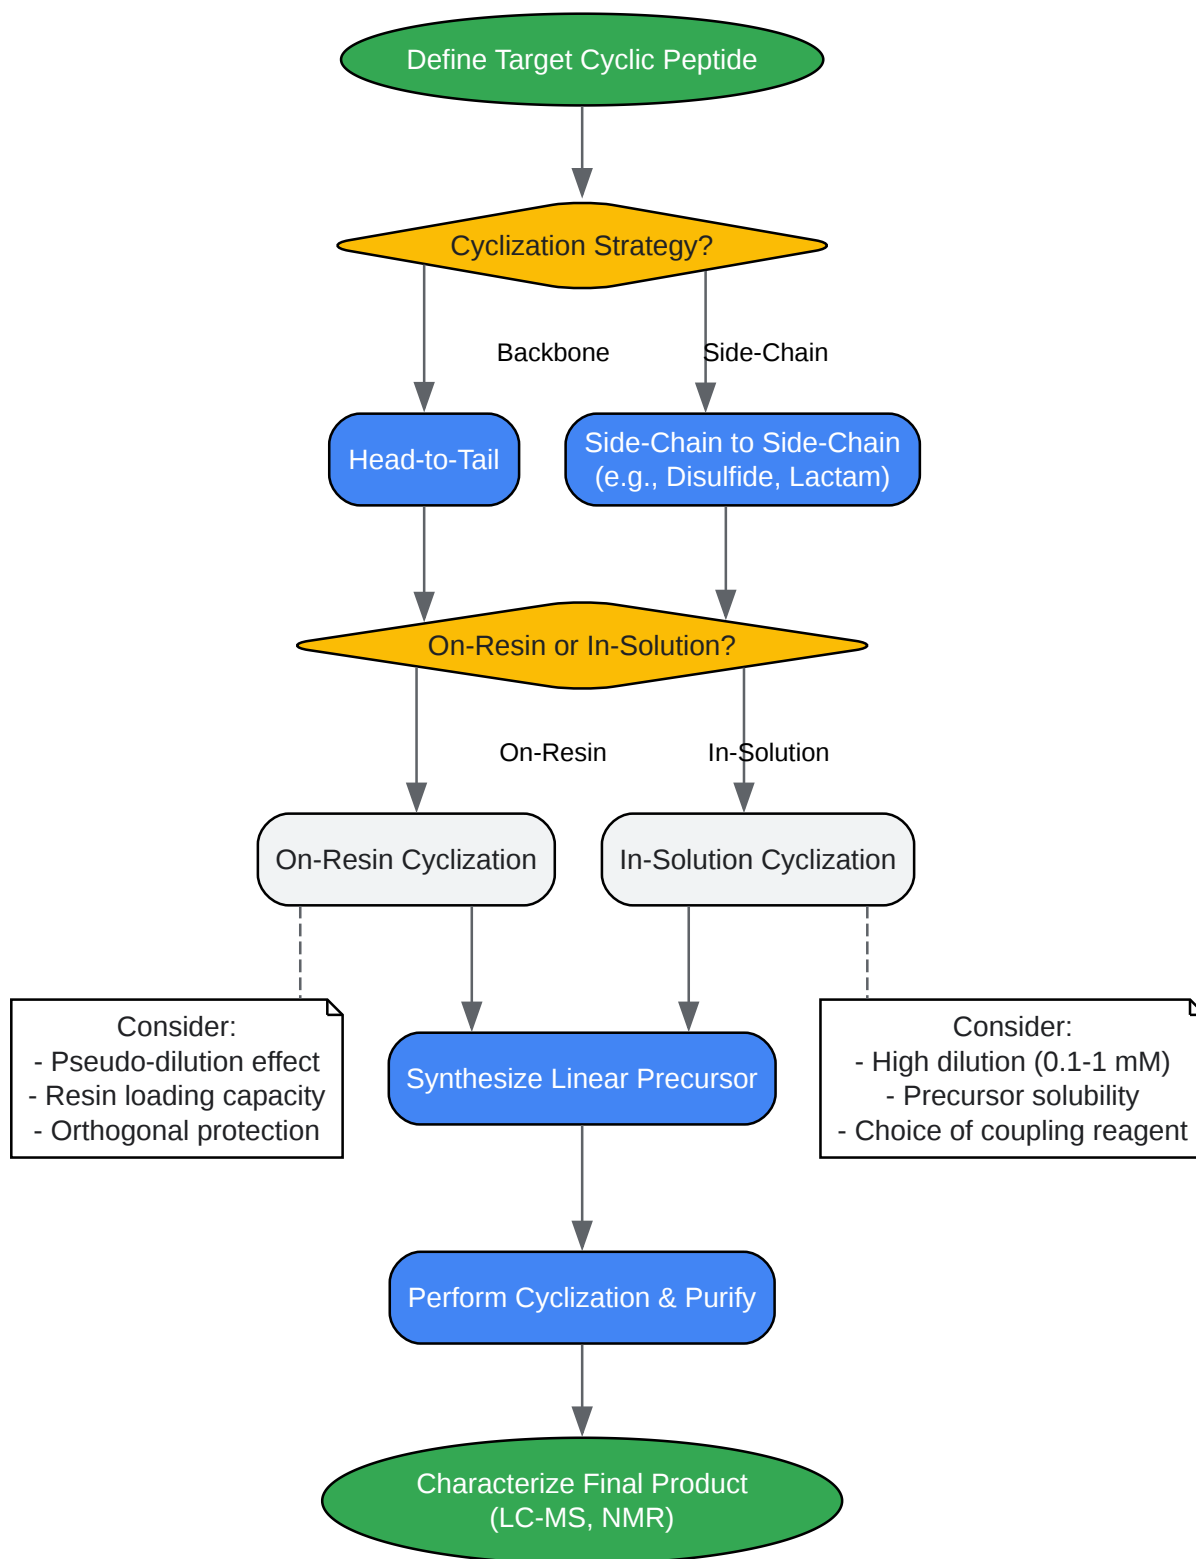 Define Target Cyclic Peptide
Cyclization Strategy?
Backbone
Side-Chain
Head-to-Tail
Side-Chain to Side-Chain
(e.g., Disulfide, Lactam)
On-Resin or In-Solution?
On-Resin
In-Solution
On-Resin Cyclization
In-Solution Cyclization
Consider:
- Pseudo-dilution effect
- Resin loading capacity
- Orthogonal protection
Synthesize Linear Precursor
Consider:
- High dilution (0.1-1 mM)
- Precursor solubility
- Choice of coupling reagent
Perform Cyclization & Purify
Characterize Final Product
(LC-MS, NMR)